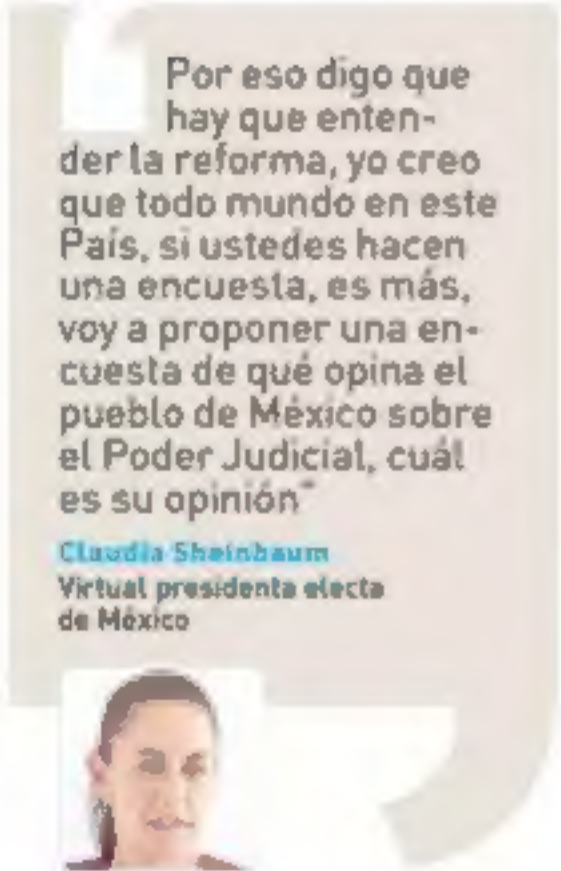 Por eso digo que
hay que enten-
der la reforma, yo creo
que todo mundo en este
País, si ustedes hacen
una encuesta, es más,
voy a proponer una en-
cuesta de qué opina el
pueblo de México sobre
el Poder Judicial, cuál
es su opinión”
Claudia Sheinbaum
Virtual presidenta electa
de México